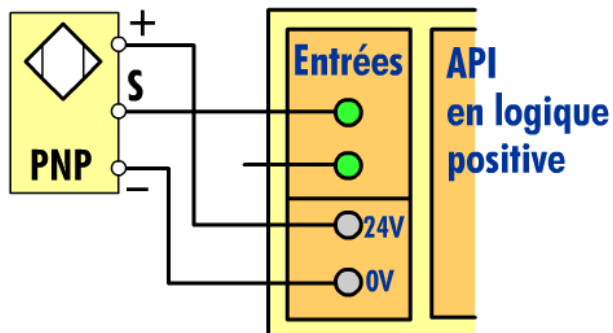 +
S
PNP
−
Entrées
24V
0V
API
en logique
positive